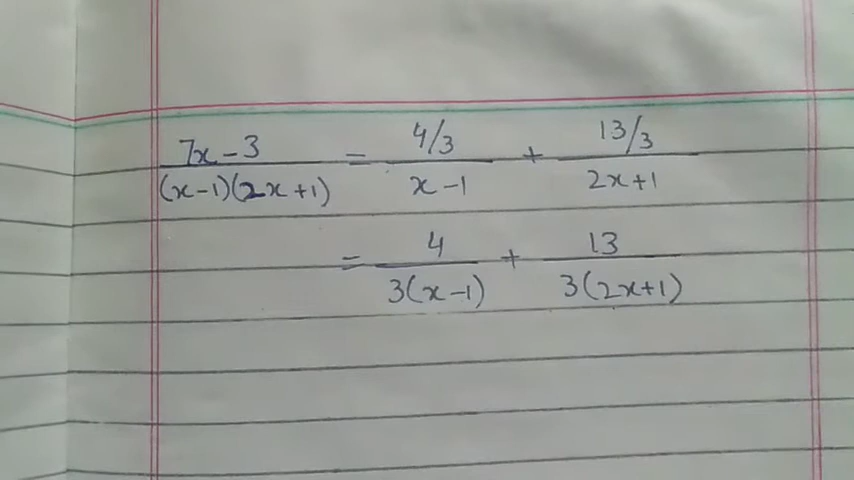 7x-3/(x-1)(2x+1) = 4/3/x-1 + 13/3/2x+1
= 4/3(x-1) + 13/3(2x+1)